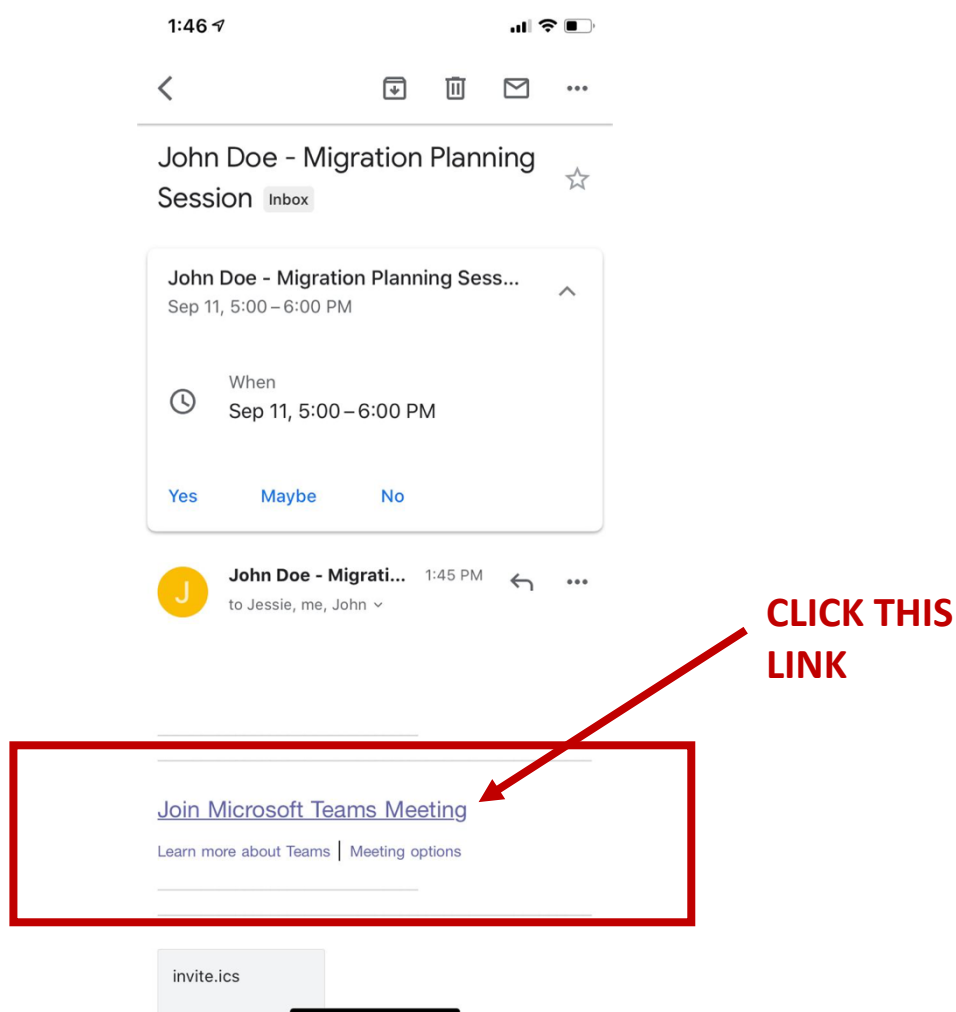 1:46
John Doe - Migration Planning
Session Inbox
John Doe - Migration Planning Sess...
Sep 11, 5:00 – 6:00 PM
When
Sep 11, 5:00 – 6:00 PM
Yes Maybe No
J
John Doe - Migrati... 1:45 PM
to Jessie, me, John
CLICK THIS
LINK
Join Microsoft Teams Meeting
Learn more about Teams | Meeting options
invite.ics